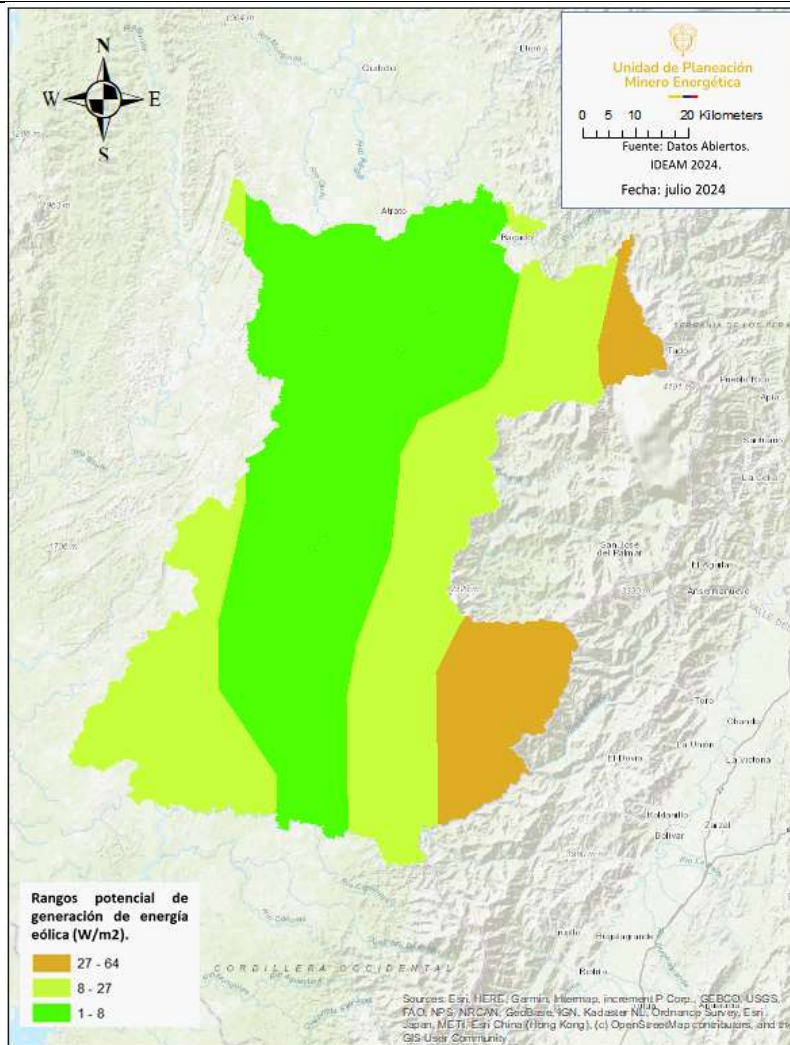 N
W
E
S
Unidad de Planeación
Minero Energética
0 5 10 20 Kilometers
Fuente: Datos Abiertos.
IDEAM 2024.
Fecha: julio 2024
Atrato
Tadó
Pueblo Rico
Apía
San José
del Palmar
El Águila
Ansermanuevo
Toro
La Unión
La Victoria
El Dovio
Roldanillo
Zarzal
Bolívar
Trujillo
CORDILLERA OCCIDENTAL
Rangos potencial de
generación de energía
eólica (W/m2).
27 - 64
8 - 27
1 - 8
Sources: Esri, HERE, Garmin, Intermap, increment P Corp., GEBCO, USGS,
FAO, NPS, NRCAN, GeoBase, IGN, Kadaster NL, Ordnance Survey, Esri
Japan, METI, Esri China (Hong Kong), (c) OpenStreetMap contributors, and the
GIS User Community